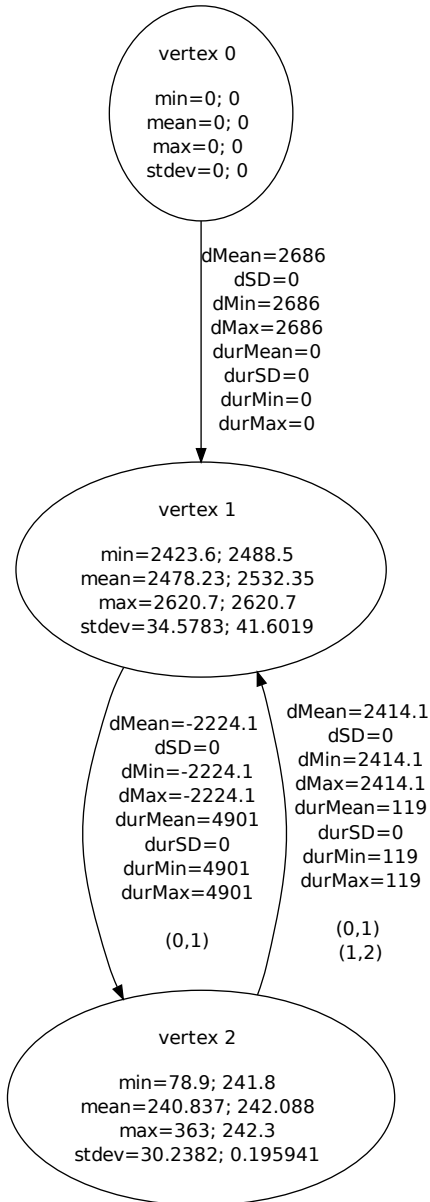 vertex 0
min=0; 0
mean=0; 0
max=0; 0
stdev=0; 0
dMean=2686
dSD=0
dMin=2686
dMax=2686
durMean=0
durSD=0
durMin=0
durMax=0
vertex 1
min=2423.6; 2488.5
mean=2478.23; 2532.35
max=2620.7; 2620.7
stdev=34.5783; 41.6019
dMean=-2224.1
dSD=0
dMin=-2224.1
dMax=-2224.1
durMean=4901
durSD=0
durMin=4901
durMax=4901
(0,1)
dMean=2414.1
dSD=0
dMin=2414.1
dMax=2414.1
durMean=119
durSD=0
durMin=119
durMax=119
(0,1)
(1,2)
vertex 2
min=78.9; 241.8
mean=240.837; 242.088
max=363; 242.3
stdev=30.2382; 0.195941